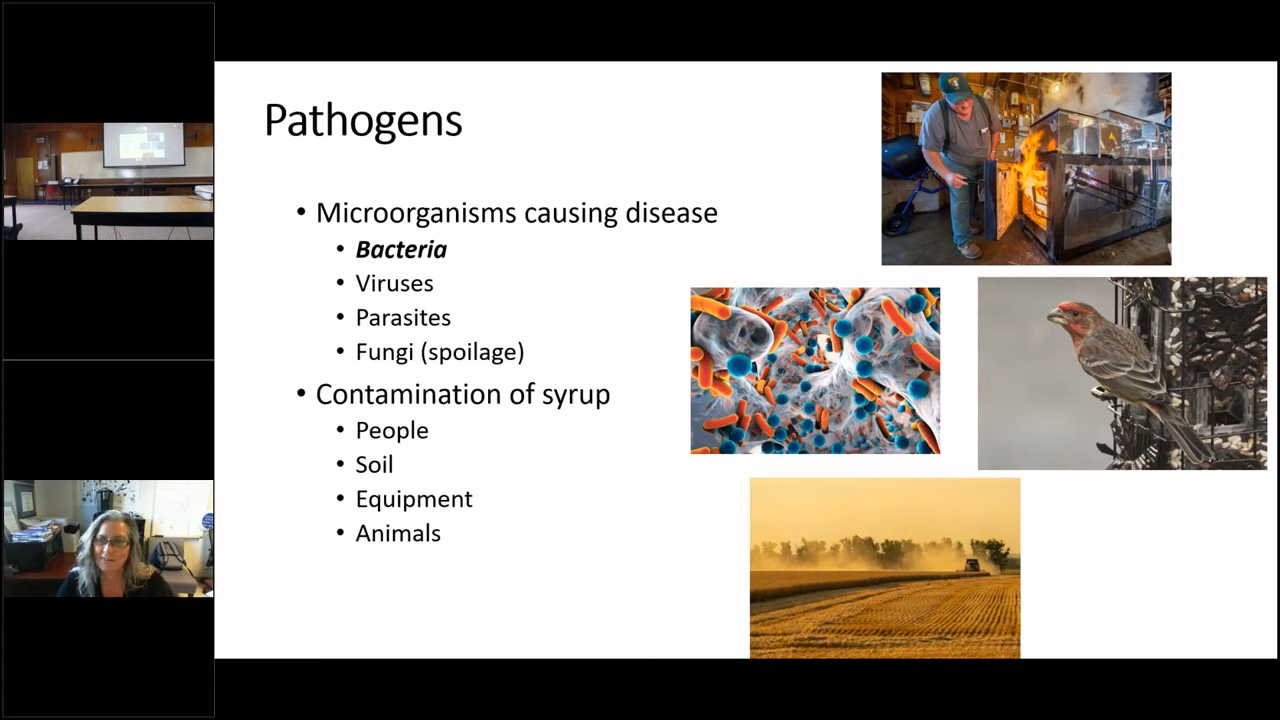 Pathogens
• Microorganisms causing disease
• Bacteria
• Viruses
• Parasites
• Fungi (spoilage)
• Contamination of syrup
• People
• Soil
• Equipment
• Animals